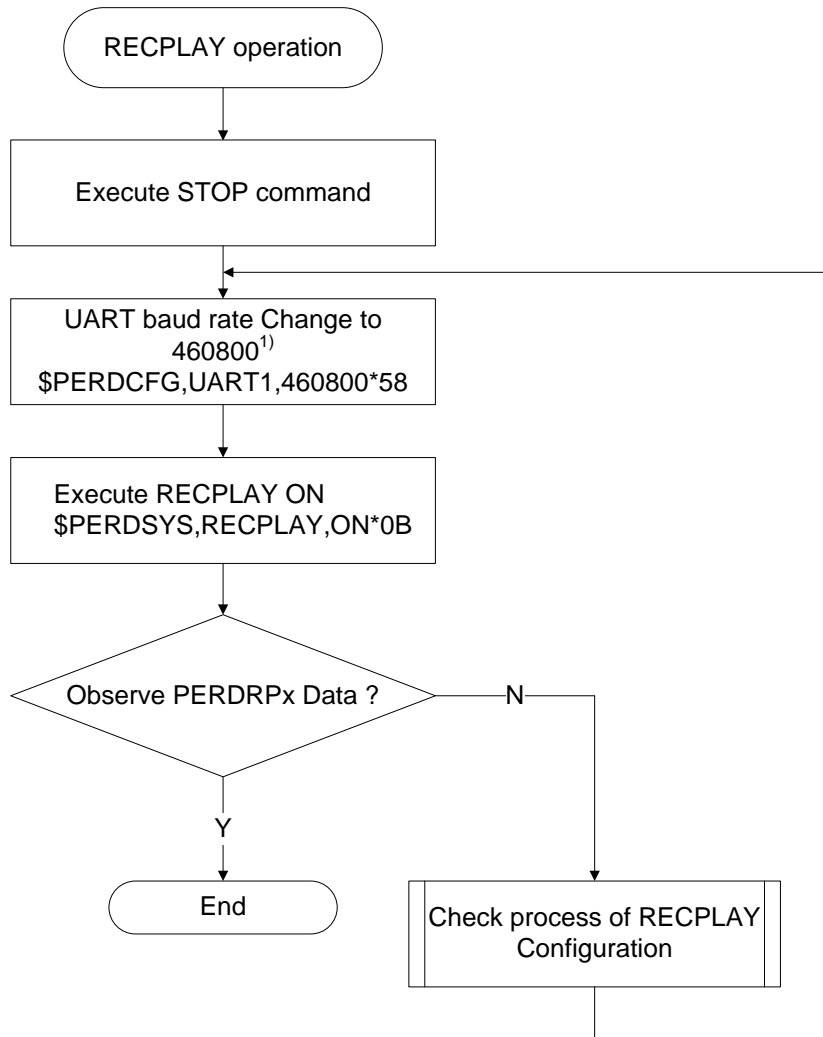 RECPLAY operation
Execute STOP command
UART baud rate Change to
460800¹⁾
$PERDCFG,UART1,460800*58
Execute RECPLAY ON
$PERDSYS,RECPLAY,ON*0B
Observe PERDRPx Data ?
N
Y
End
Check process of RECPLAY
Configuration